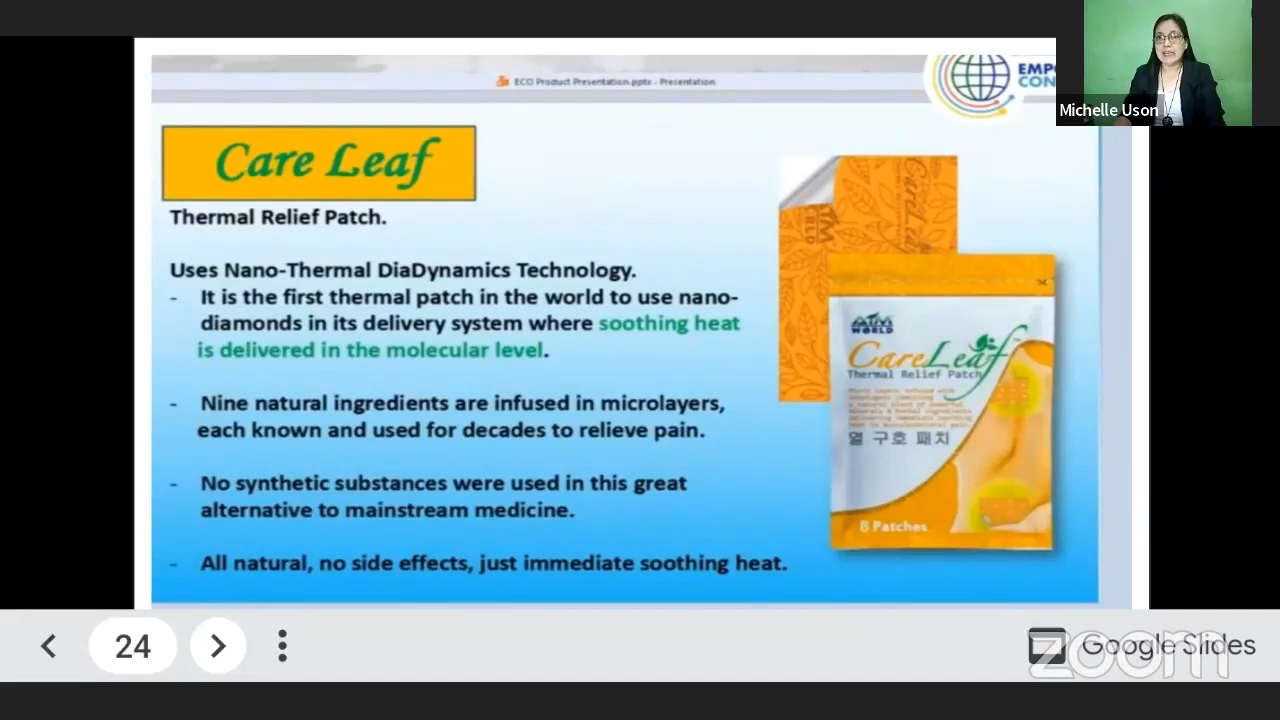 ECO Product Presentation.pptx - Presentation
Michelle Uson
Care Leaf
Thermal Relief Patch.
Uses Nano-Thermal DiaDynamics Technology.
- It is the first thermal patch in the world to use nano-
diamonds in its delivery system where soothing heat
is delivered in the molecular level.
- Nine natural ingredients are infused in microlayers,
each known and used for decades to relieve pain.
- No synthetic substances were used in this great
alternative to mainstream medicine.
- All natural, no side effects, just immediate soothing heat.
WORLD
CareLeaf™
Thermal Relief Patch
열 구호 패치
8 Patches
24
Google Slides
zoom